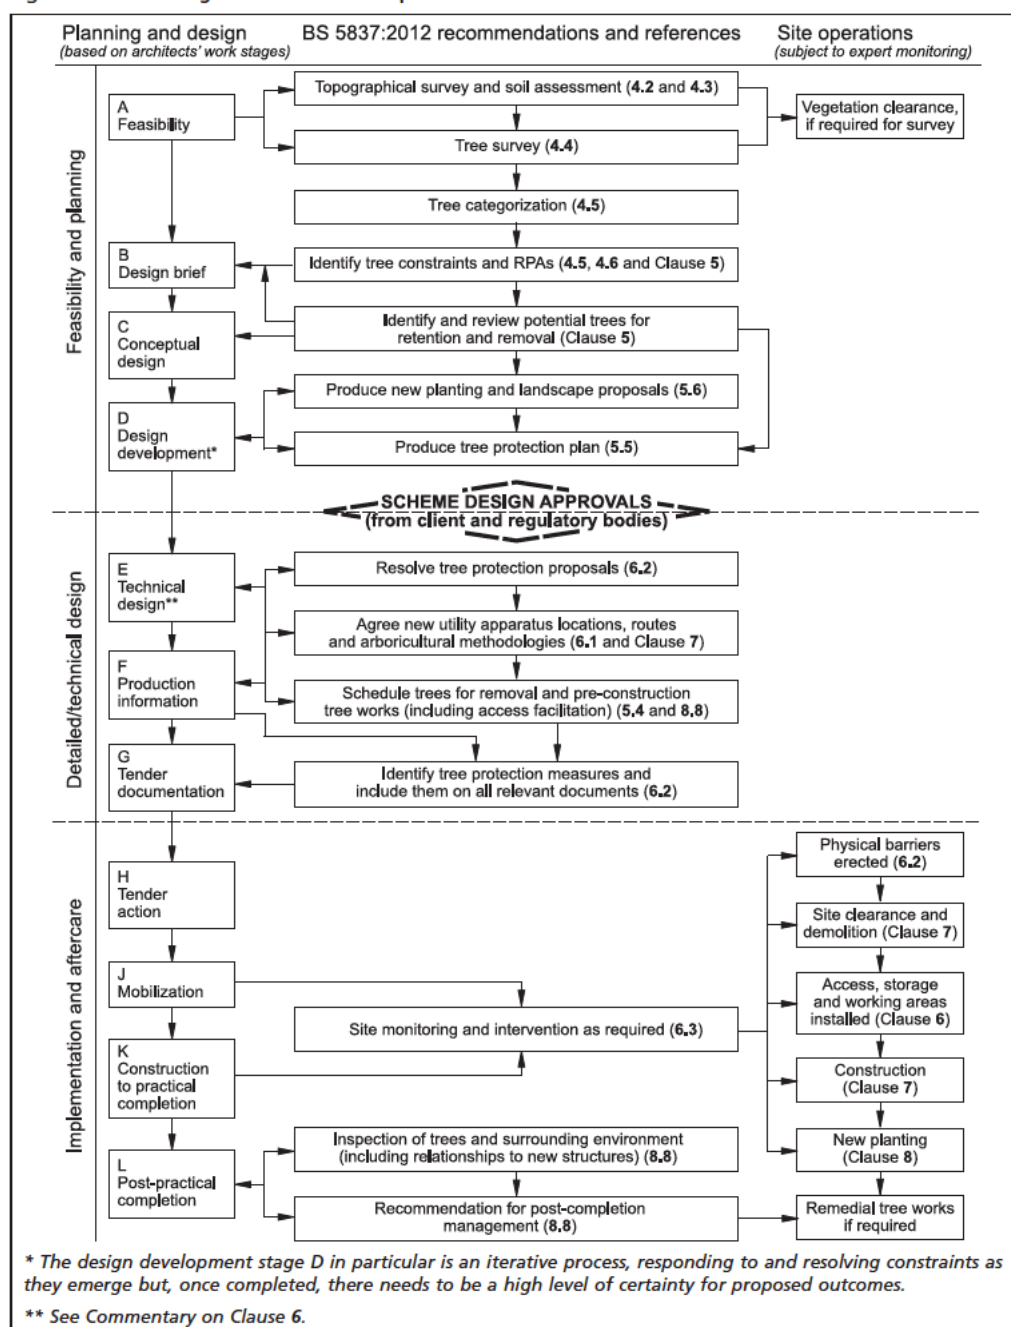 Planning and design
(based on architects' work stages)
BS 5837:2012 recommendations and references
Site operations
(subject to expert monitoring)
Feasibility and planning
A
Feasibility
Topographical survey and soil assessment (4.2 and 4.3)
Vegetation clearance,
if required for survey
Tree survey (4.4)
Tree categorization (4.5)
B
Design brief
Identify tree constraints and RPAs (4.5, 4.6 and Clause 5)
C
Conceptual
design
Identify and review potential trees for
retention and removal (Clause 5)
Produce new planting and landscape proposals (5.6)
D
Design
development*
Produce tree protection plan (5.5)
SCHEME DESIGN APPROVALS
(from client and regulatory bodies)
Detailed/technical design
E
Technical
design**
Resolve tree protection proposals (6.2)
Agree new utility apparatus locations, routes
and arboricultural methodologies (6.1 and Clause 7)
F
Production
information
Schedule trees for removal and pre-construction
tree works (including access facilitation) (5.4 and 8.8)
G
Tender
documentation
Identify tree protection measures and
include them on all relevant documents (6.2)
Implementation and aftercare
H
Tender
action
Physical barriers
erected (6.2)
Site clearance and
demolition (Clause 7)
J
Mobilization
Access, storage
and working areas
installed (Clause 6)
Site monitoring and intervention as required (6.3)
K
Construction
to practical
completion
Construction
(Clause 7)
New planting
(Clause 8)
L
Post-practical
completion
Inspection of trees and surrounding environment
(including relationships to new structures) (8.8)
Recommendation for post-completion
management (8.8)
Remedial tree works
if required
* The design development stage D in particular is an iterative process, responding to and resolving constraints as
they emerge but, once completed, there needs to be a high level of certainty for proposed outcomes.
** See Commentary on Clause 6.